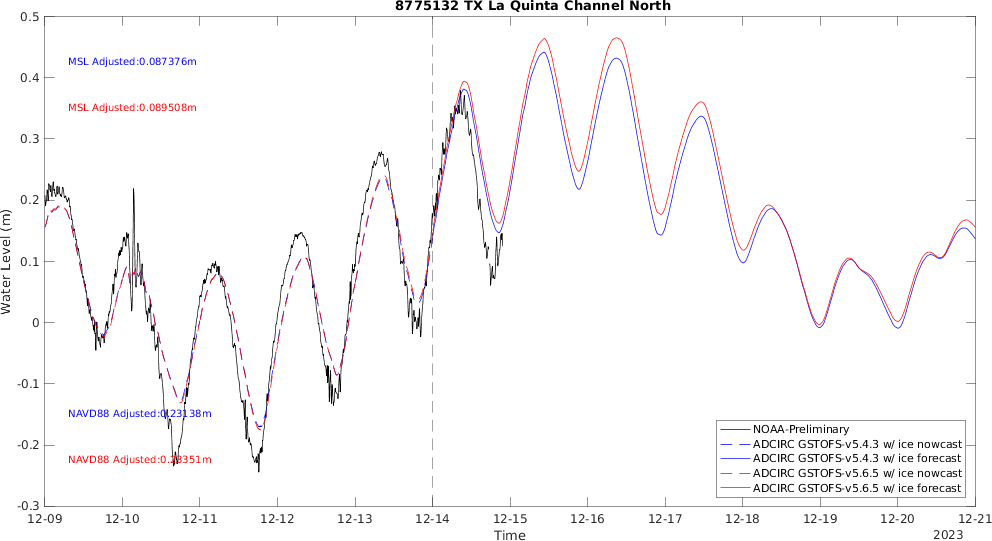 8775132 TX La Quinta Channel North
0.5
0.4
0.3
0.2
0.1
0
-0.1
-0.2
-0.3
Water Level (m)
MSL Adjusted:0.087376m
MSL Adjusted:0.089508m
NAVD88 Adjusted:0.23138m
NAVD88 Adjusted:0.23351m
NOAA-Preliminary
ADCIRC GSTOFS-v5.4.3 w/ ice nowcast
ADCIRC GSTOFS-v5.4.3 w/ ice forecast
ADCIRC GSTOFS-v5.6.5 w/ ice nowcast
ADCIRC GSTOFS-v5.6.5 w/ ice forecast
12-09 12-10 12-11 12-12 12-13 12-14 12-15 12-16 12-17 12-18 12-19 12-20 12-21
Time
2023